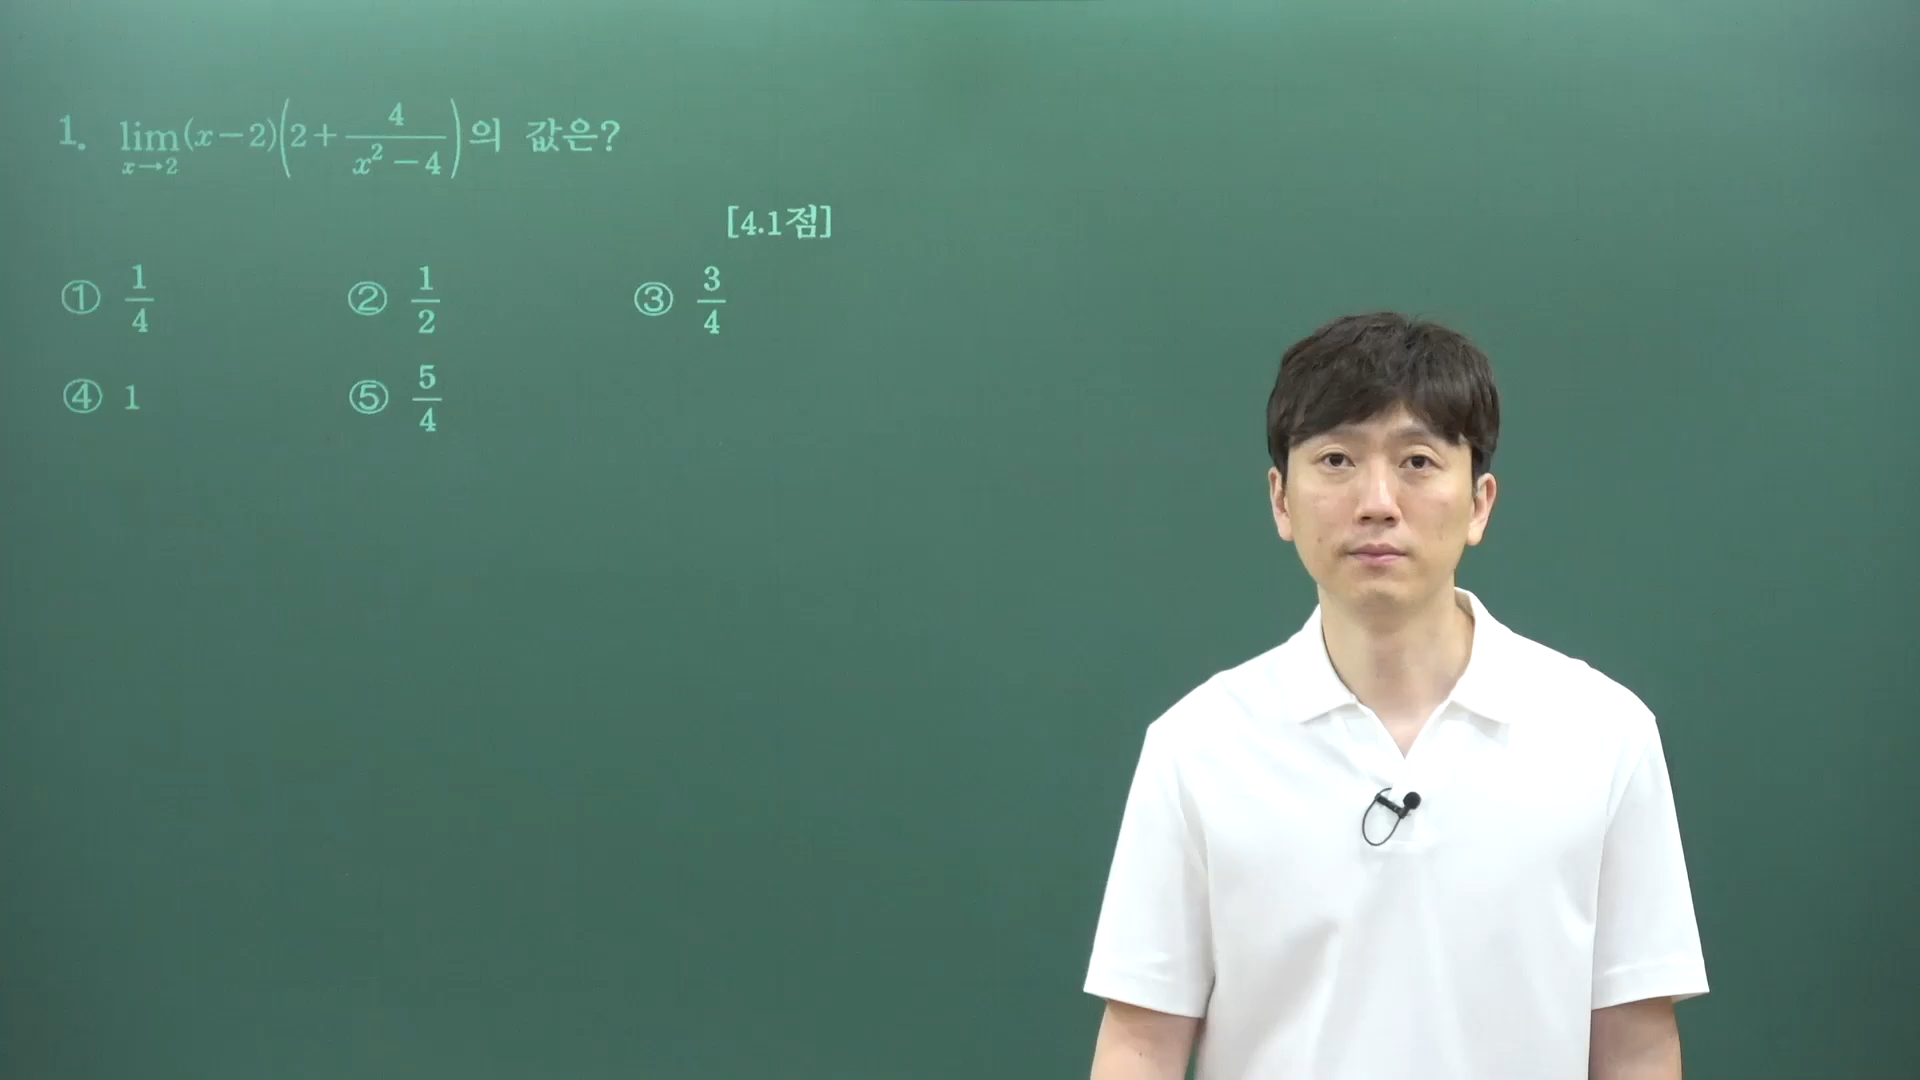 1. lim_{x→2} (x−2)(2+ 4/(x²−4))의 값은?
[4.1점]
① 1/4 ② 1/2 ③ 3/4
④ 1 ⑤ 5/4